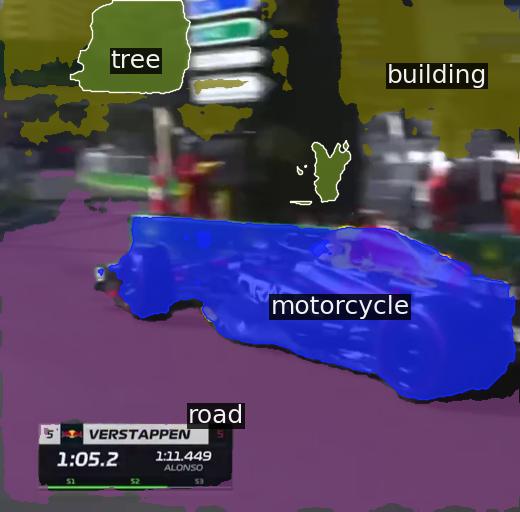 tree
building
motorcycle
road
5 VERSTAPPEN 5
1:05.2 1:11.449
ALONSO
S1 S2 S3